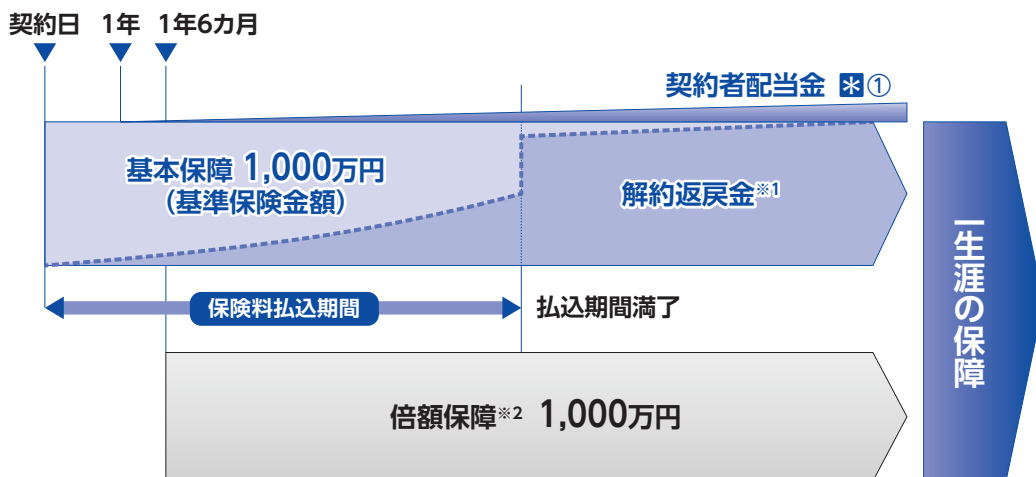 契約日 1年 1年6カ月
契約者配当金 *①
基本保障 1,000万円
(基準保険金額)
解約返戻金※1
保険料払込期間
払込期間満了
倍額保障※2 1,000万円
一生涯の保障